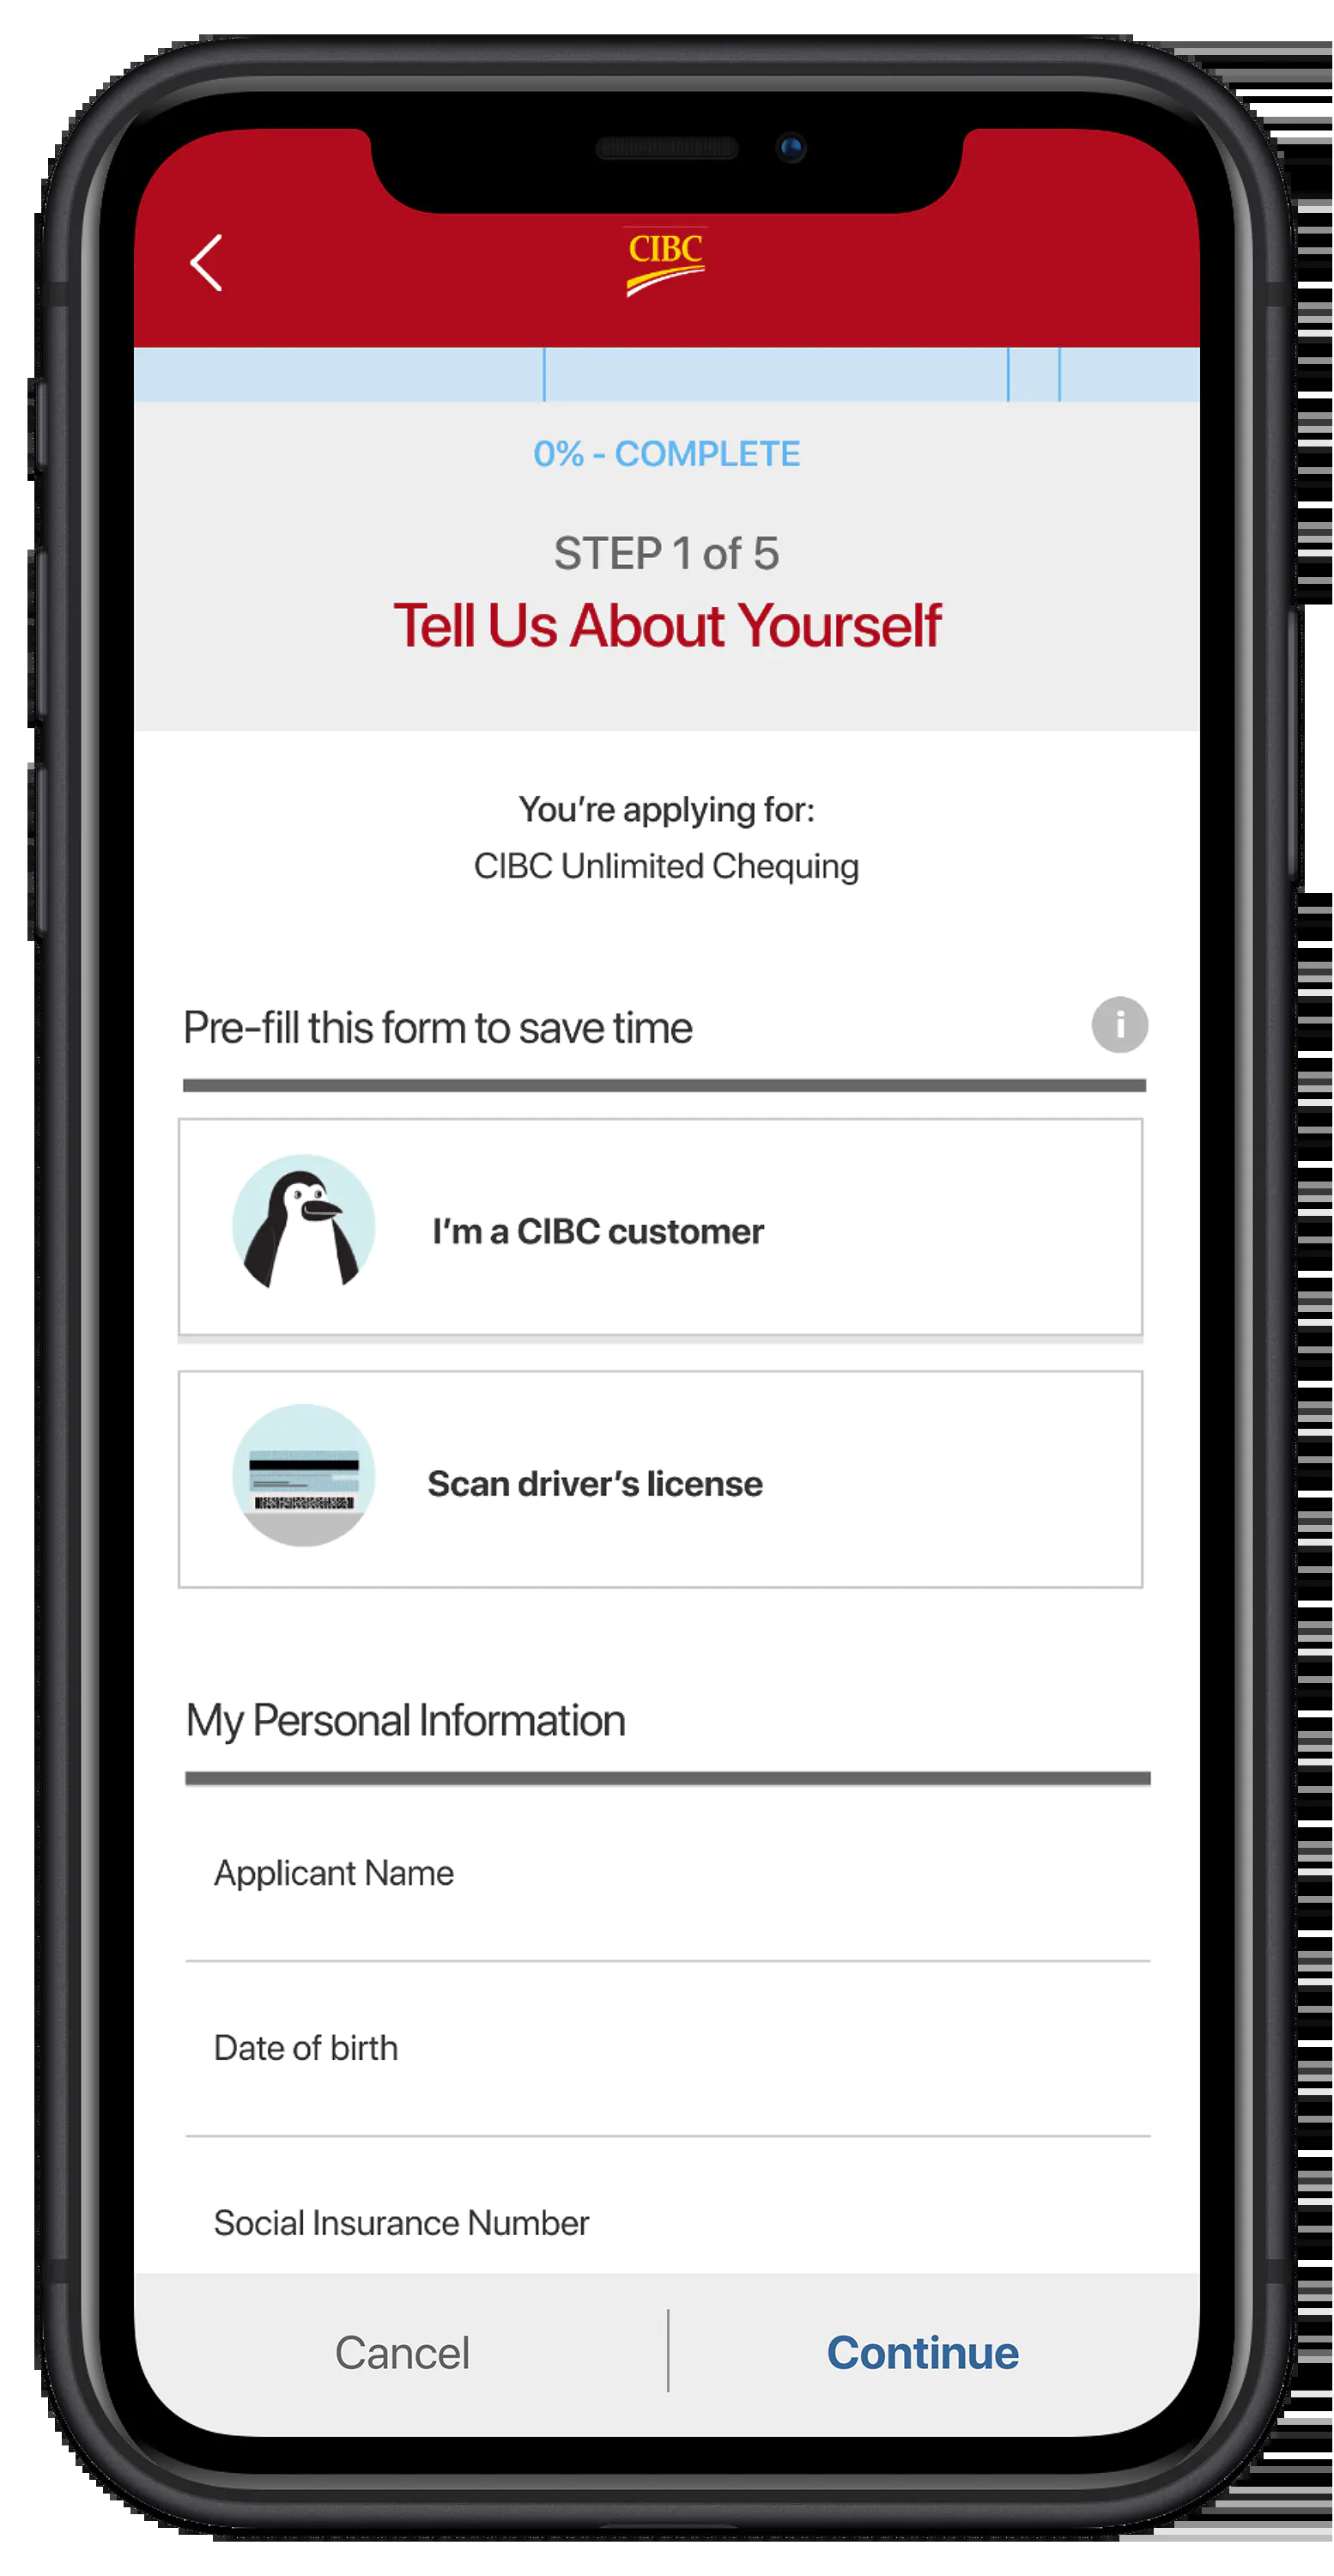 CIBC
0% - COMPLETE
STEP 1 of 5
Tell Us About Yourself
You’re applying for:
CIBC Unlimited Chequing
Pre-fill this form to save time
i
I’m a CIBC customer
Scan driver’s license
My Personal Information
Applicant Name
Date of birth
Social Insurance Number
Cancel
Continue